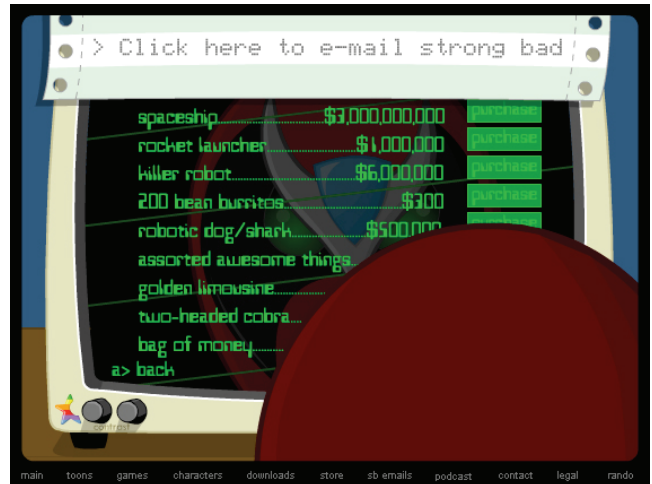 > Click here to e-mail strong bad
spaceship $3,000,000,000 purchase
rocket launcher $1,000,000 purchase
killer robot $6,000,000 purchase
200 bean burritos $300 purchase
robotic dog/shark $500,000 purchase
assorted awesome things
golden limousine
two-headed cobra
bag of money
a> back
contrast
main toons games characters downloads store sb emails podcast contact legal rando